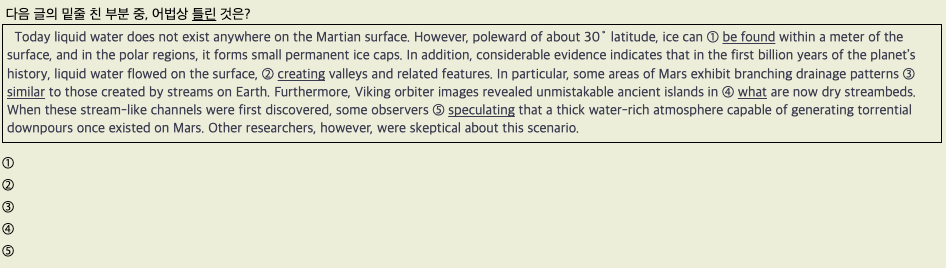 다음 글의 밑줄 친 부분 중, 어법상 틀린 것은?
Today liquid water does not exist anywhere on the Martian surface. However, poleward of about 30˚ latitude, ice can ① be found within a meter of the
surface, and in the polar regions, it forms small permanent ice caps. In addition, considerable evidence indicates that in the first billion years of the planet's
history, liquid water flowed on the surface, ② creating valleys and related features. In particular, some areas of Mars exhibit branching drainage patterns ③
similar to those created by streams on Earth. Furthermore, Viking orbiter images revealed unmistakable ancient islands in ④ what are now dry streambeds.
When these stream-like channels were first discovered, some observers ⑤ speculating that a thick water-rich atmosphere capable of generating torrential
downpours once existed on Mars. Other researchers, however, were skeptical about this scenario.
①
②
③
④
⑤